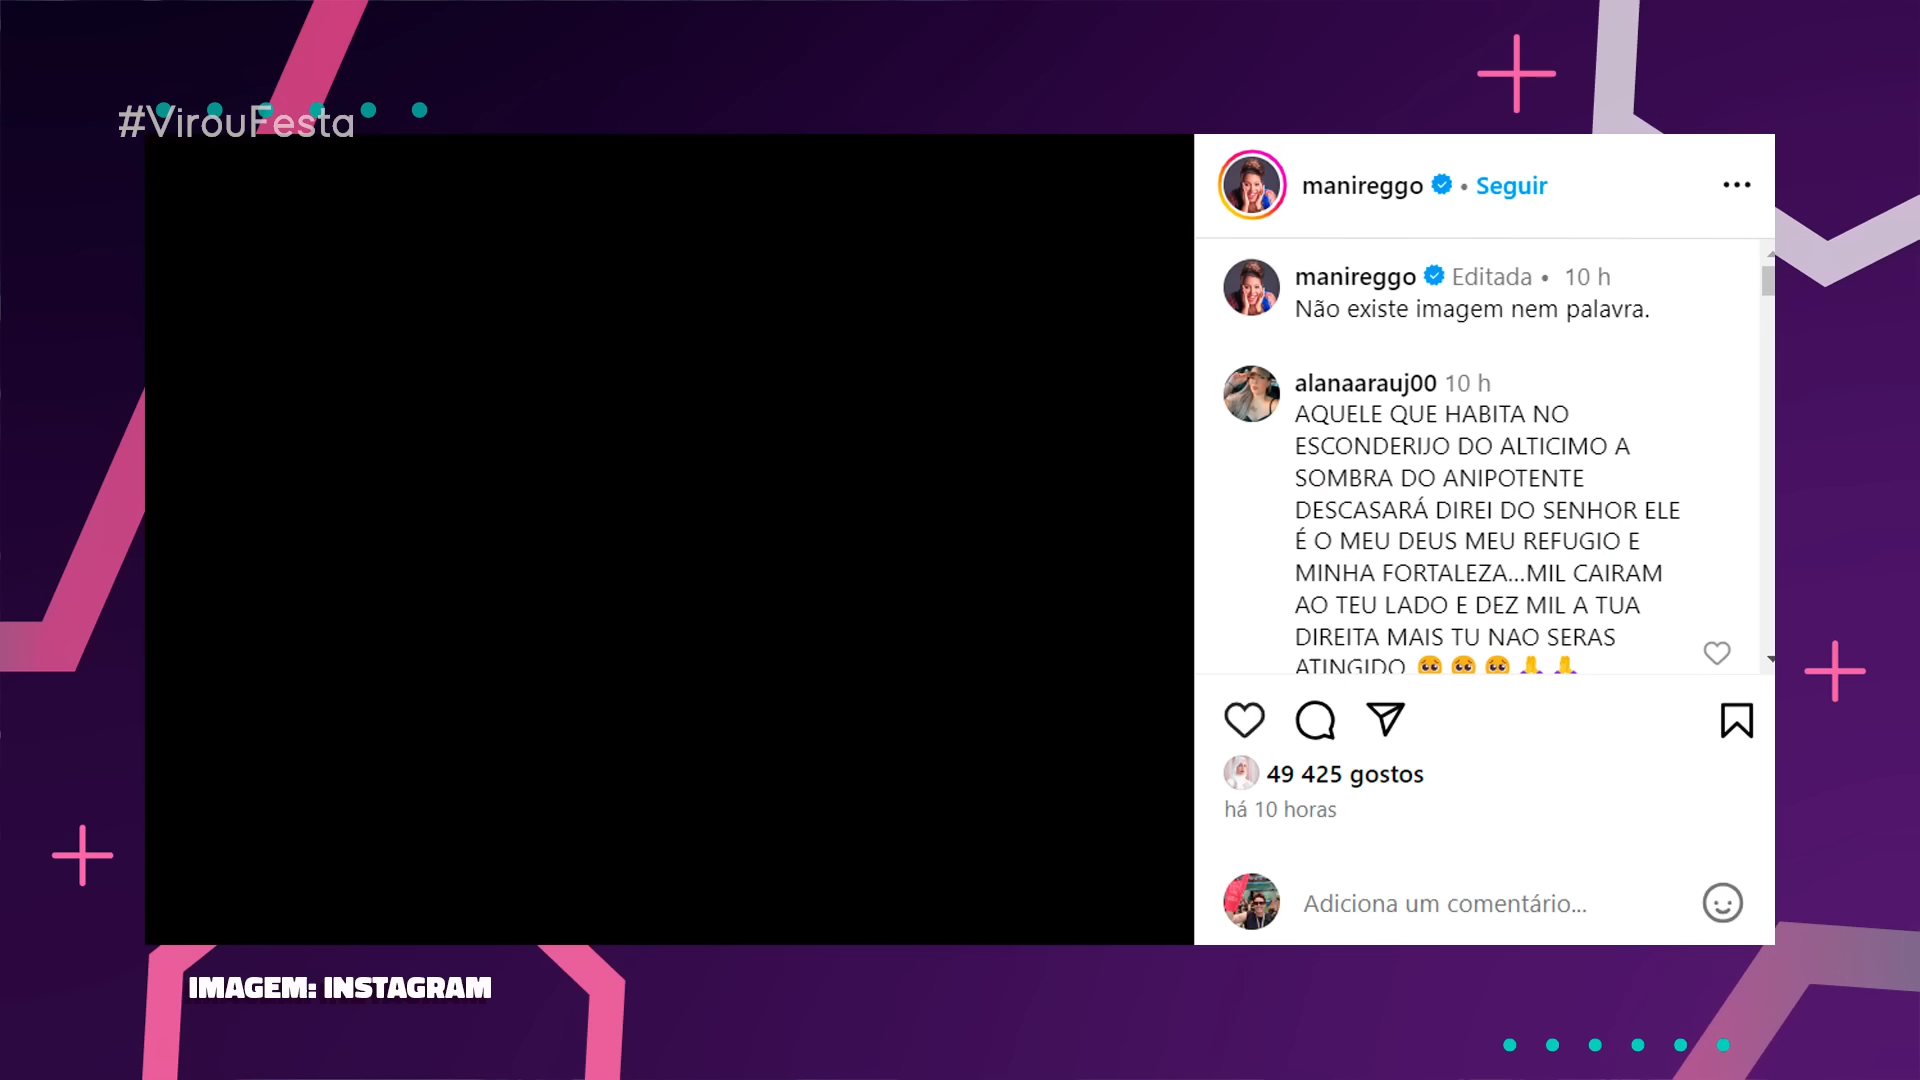 #VirouFesta
manireggo • Seguir
manireggo Editada • 10 h
Não existe imagem nem palavra.
alanaarauj00 10 h
AQUELE QUE HABITA NO
ESCONDERIJO DO ALTICIMO A
SOMBRA DO ANIPOTENTE
DESCASARÁ DIREI DO SENHOR ELE
É O MEU DEUS MEU REFUGIO E
MINHA FORTALEZA...MIL CAIRAM
AO TEU LADO E DEZ MIL A TUA
DIREITA MAIS TU NAO SERAS
ATINGIDO 🥺🥺🥺🙏🙏
49 425 gostos
há 10 horas
Adiciona um comentário...
IMAGEM: INSTAGRAM